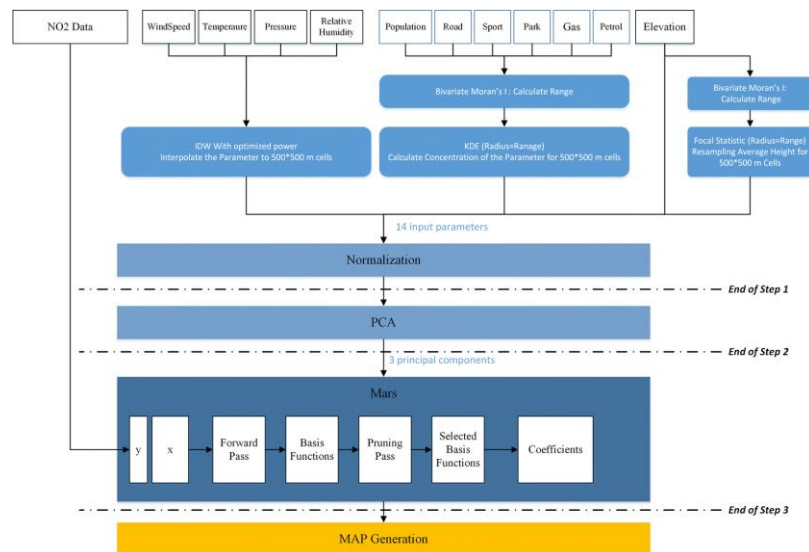 NO2 Data
WindSpeed
Temperaure
Pressure
Relative
Humidity
Population
Road
Sport
Park
Gas
Petrol
Elevation
Bivariate Moran's I : Calculate Range
Bivariate Moran's I:
Calculate Range
IDW With optimized power
Interpolate the Parameter to 500*500 m cells
KDE (Radius=Ranage)
Calculate Concentration of the Parameter for 500*500 m cells
Focal Statistic (Radius=Range)
Resampling Average Height for
500*500 m Cells
14 input parameters
Normalization
End of Step 1
PCA
End of Step 2
3 principal components
Mars
y
x
Forward
Pass
Basis
Functions
Pruning
Pass
Selected
Basis
Functions
Coefficients
End of Step 3
MAP Generation